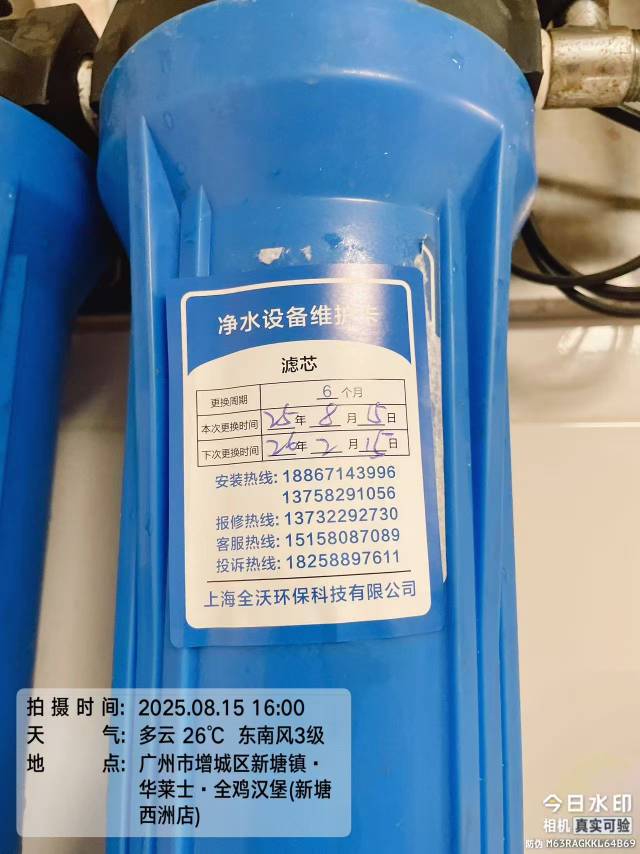 净水设备维护卡
滤芯
更换周期 6 个月
本次更换时间 25 年 8 月 15 日
下次更换时间 26 年 2 月 15 日
安装热线: 18867143996
13758291056
报修热线: 13732292730
客服热线: 15158087089
投诉热线: 18258897611
上海全沃环保科技有限公司
拍摄时间: 2025.08.15 16:00
天气: 多云 26℃ 东南风3级
地点: 广州市增城区新塘镇·
华莱士·全鸡汉堡(新塘
西洲店)
今日水印
相机 真实可验
防伪 M63RAGKKL64B69